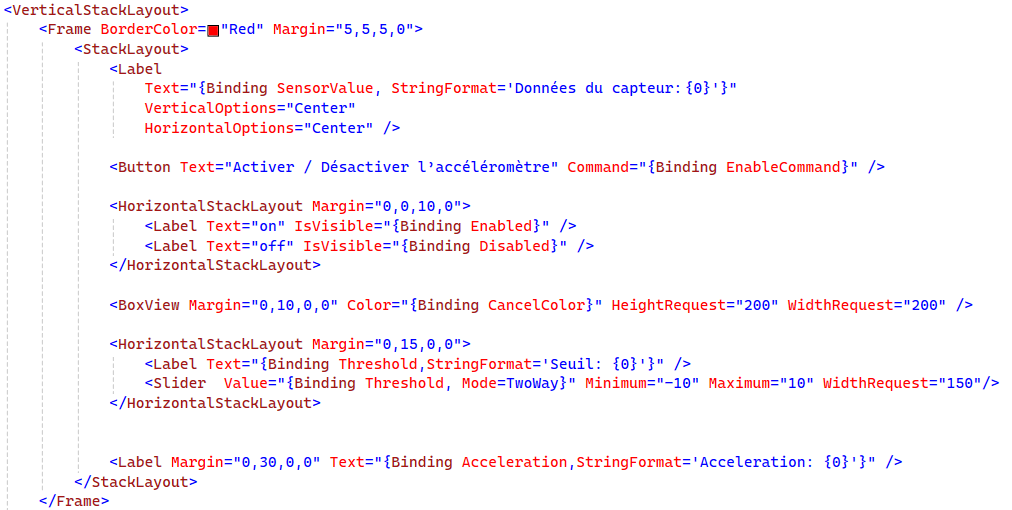 <VerticalStackLayout>
<Frame BorderColor="Red" Margin="5,5,5,0">
<StackLayout>
<Label
Text="{Binding SensorValue, StringFormat='Données du capteur: {0}'}"
VerticalOptions="Center"
HorizontalOptions="Center" />
<Button Text="Activer / Désactiver l’accéléromètre" Command="{Binding EnableCommand}" />
<HorizontalStackLayout Margin="0,0,10,0">
<Label Text="on" IsVisible="{Binding Enabled}" />
<Label Text="off" IsVisible="{Binding Disabled}" />
</HorizontalStackLayout>
<BoxView Margin="0,10,0,0" Color="{Binding CancelColor}" HeightRequest="200" WidthRequest="200" />
<HorizontalStackLayout Margin="0,15,0,0">
<Label Text="{Binding Threshold,StringFormat='Seuil: {0}'}" />
<Slider  Value="{Binding Threshold, Mode=TwoWay}" Minimum="-10" Maximum="10" WidthRequest="150"/>
</HorizontalStackLayout>
<Label Margin="0,30,0,0" Text="{Binding Acceleration,StringFormat='Acceleration: {0}'}" />
</StackLayout>
</Frame>